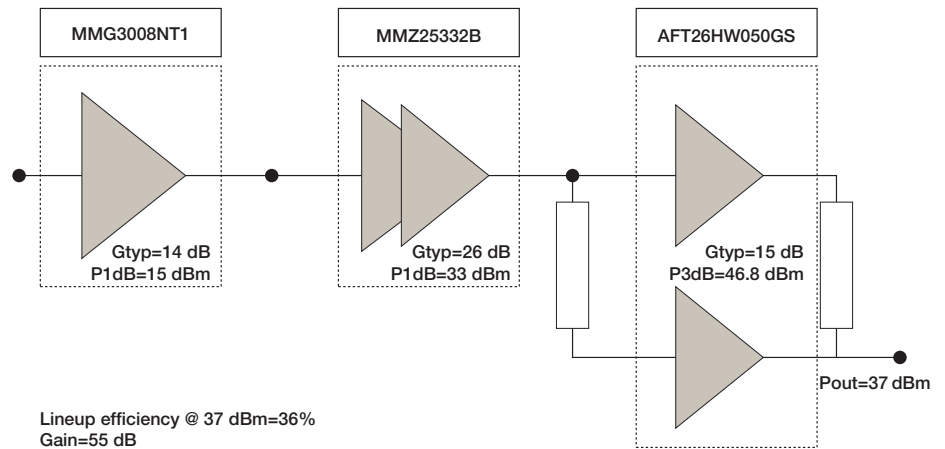 MMG3008NT1
MMZ25332B
AFT26HW050GS
Gtyp=14 dB
P1dB=15 dBm
Gtyp=26 dB
P1dB=33 dBm
Gtyp=15 dB
P3dB=46.8 dBm
Pout=37 dBm
Lineup efficiency @ 37 dBm=36%
Gain=55 dB